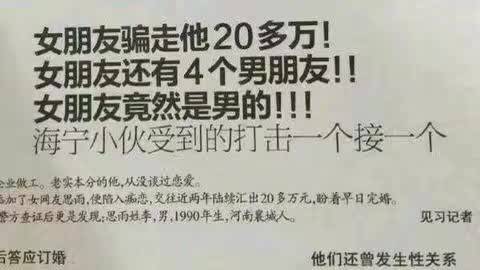 女朋友骗走他20多万!
女朋友还有4个男朋友!!
女朋友竟然是男的!!!
海宁小伙受到的打击一个接一个
企业做工。老实本分的他,从没谈过恋爱。
加了女网友思雨,便陷入痴恋,交往近两年陆续汇出20多万元,盼着早日完婚。
警方查证后更是发现:思雨姓李,男,1990年生,河南襄城人。
见习记者
后答应订婚
他们还曾发生性关系